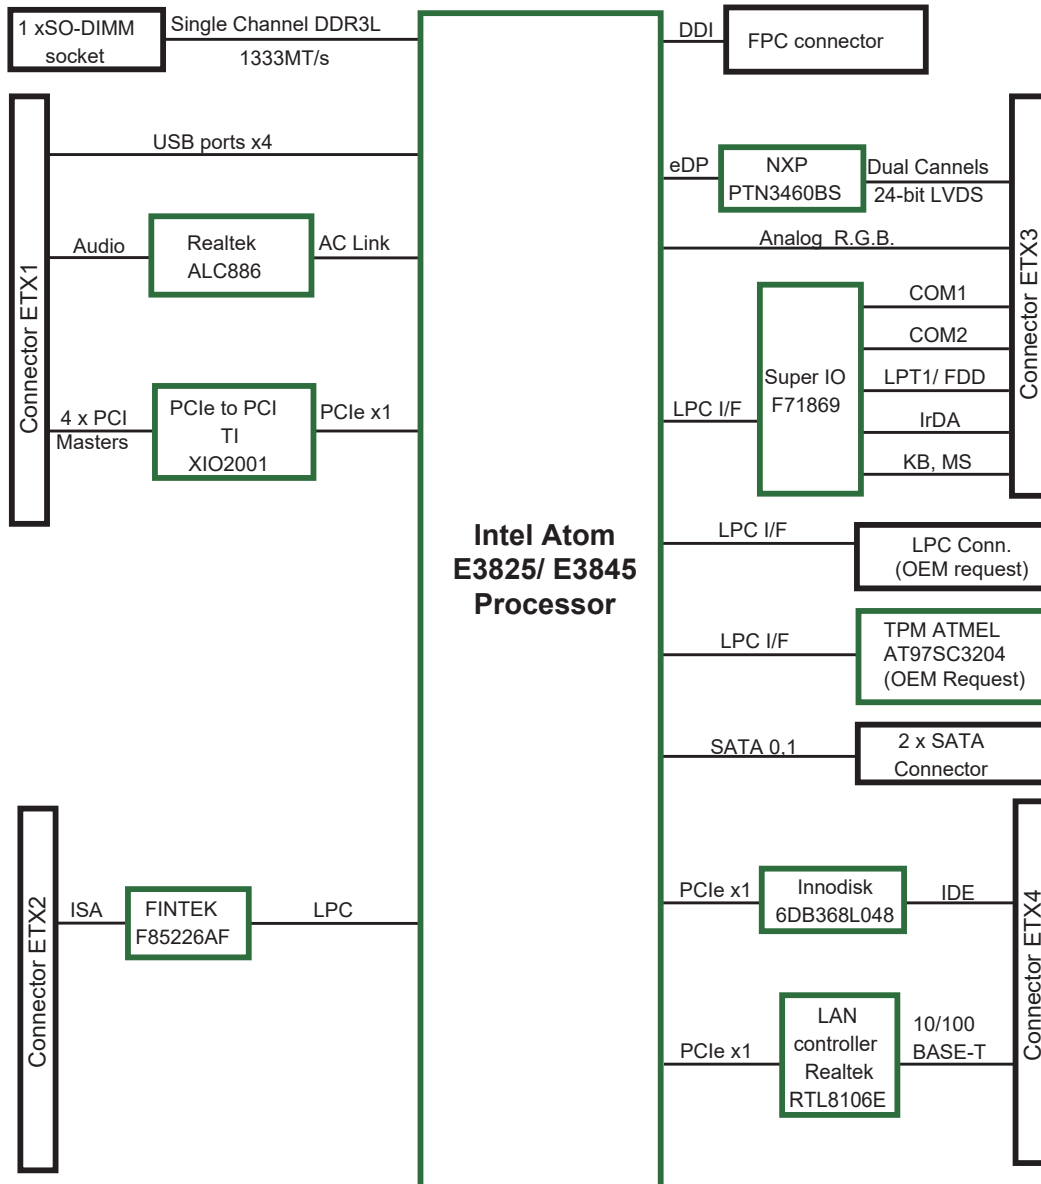 1 xSO-DIMM
socket
Single Channel DDR3L
1333MT/s
DDI
FPC connector
Connector ETX1
USB ports x4
Audio
Realtek
ALC886
AC Link
4 x PCI
Masters
PCIe to PCI
TI
XIO2001
PCIe x1
Intel Atom
E3825/ E3845
Processor
eDP
NXP
PTN3460BS
Dual Cannels
24-bit LVDS
Analog R.G.B.
Connector ETX3
LPC I/F
Super IO
F71869
COM1
COM2
LPT1/ FDD
IrDA
KB, MS
LPC I/F
LPC Conn.
(OEM request)
LPC I/F
TPM ATMEL
AT97SC3204
(OEM Request)
SATA 0,1
2 x SATA
Connector
Connector ETX2
ISA
FINTEK
F85226AF
LPC
PCIe x1
Innodisk
6DB368L048
IDE
Connector ETX4
PCIe x1
LAN
controller
Realtek
RTL8106E
10/100
BASE-T